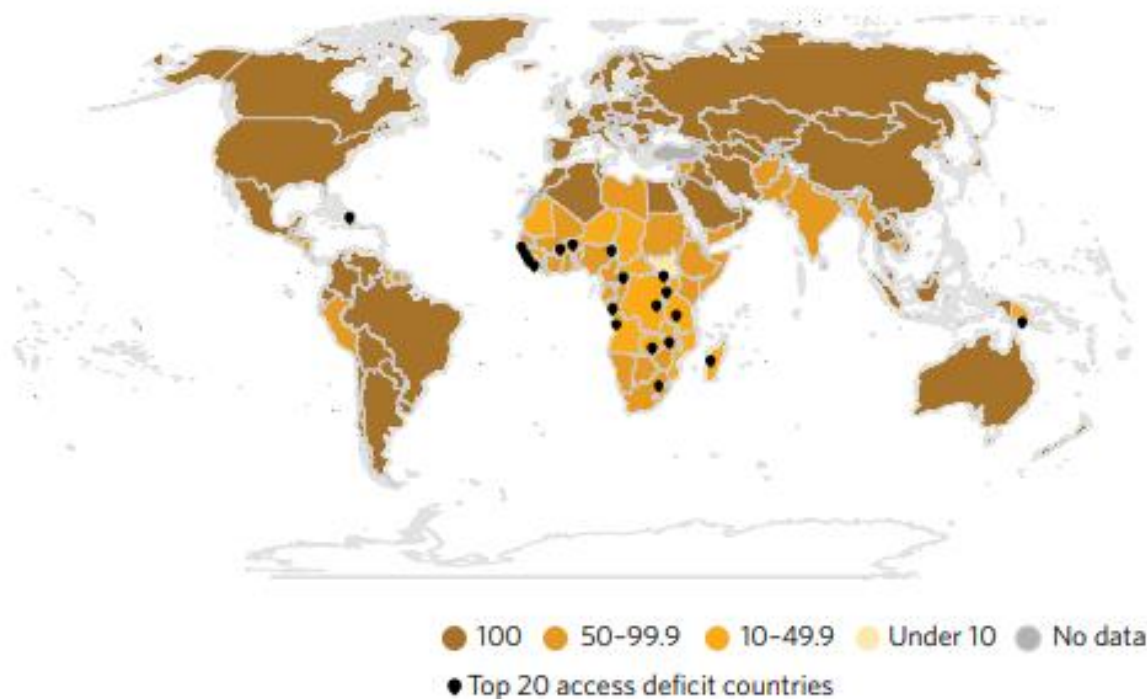 100 50–99.9 10–49.9 Under 10 No data
Top 20 access deficit countries